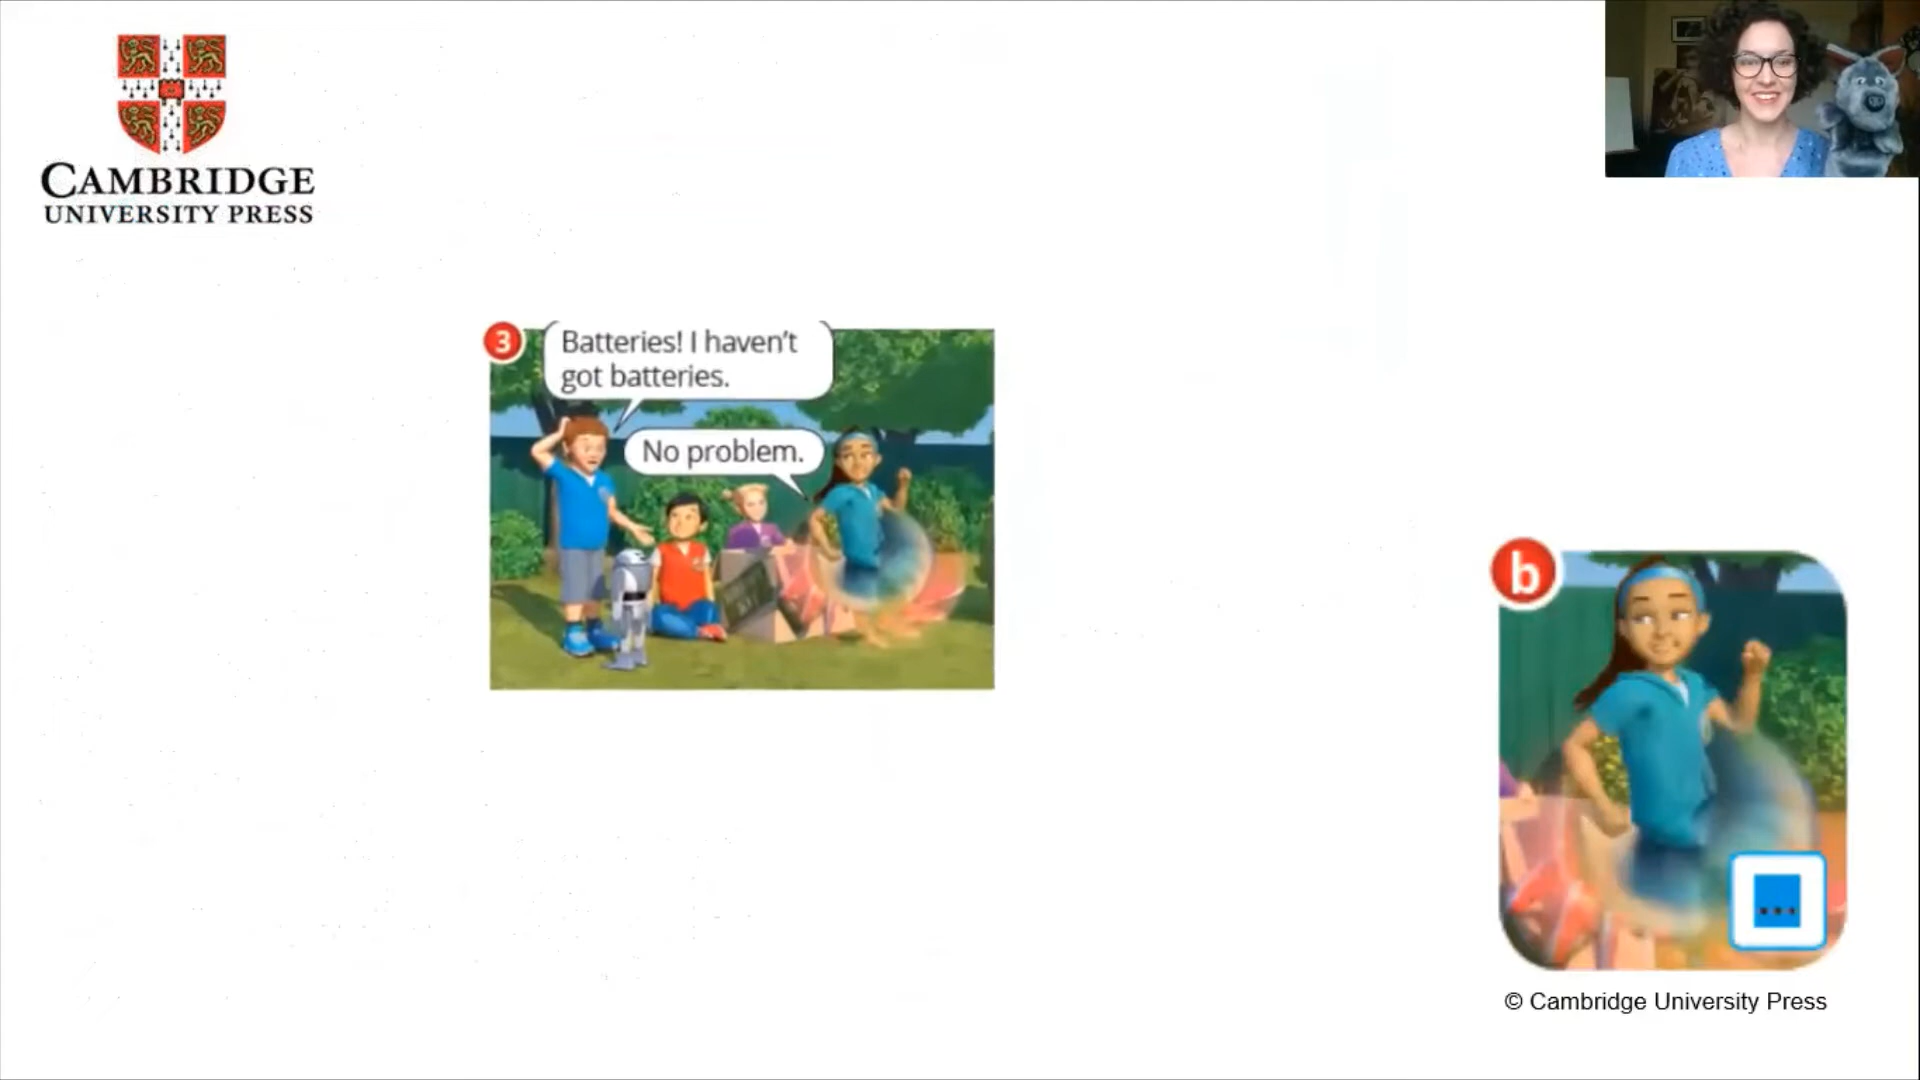 CAMBRIDGE
UNIVERSITY PRESS
3
Batteries! I haven't
got batteries.
No problem.
b
...
© Cambridge University Press